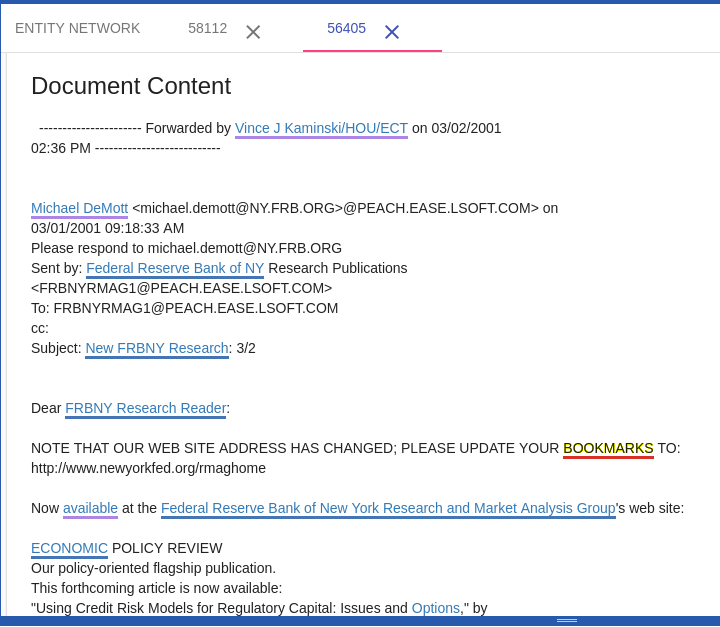 ENTITY NETWORK 58112 56405
Document Content
---------------------- Forwarded by Vince J Kaminski/HOU/ECT on 03/02/2001
02:36 PM ---------------------------
Michael DeMott <michael.demott@NY.FRB.ORG>@PEACH.EASE.LSOFT.COM> on
03/01/2001 09:18:33 AM
Please respond to michael.demott@NY.FRB.ORG
Sent by: Federal Reserve Bank of NY Research Publications
<FRBNYRMAG1@PEACH.EASE.LSOFT.COM>
To: FRBNYRMAG1@PEACH.EASE.LSOFT.COM
cc:
Subject: New FRBNY Research: 3/2
Dear FRBNY Research Reader:
NOTE THAT OUR WEB SITE ADDRESS HAS CHANGED; PLEASE UPDATE YOUR BOOKMARKS TO:
http://www.newyorkfed.org/rmaghome
Now available at the Federal Reserve Bank of New York Research and Market Analysis Group's web site:
ECONOMIC POLICY REVIEW
Our policy-oriented flagship publication.
This forthcoming article is now available:
"Using Credit Risk Models for Regulatory Capital: Issues and Options," by